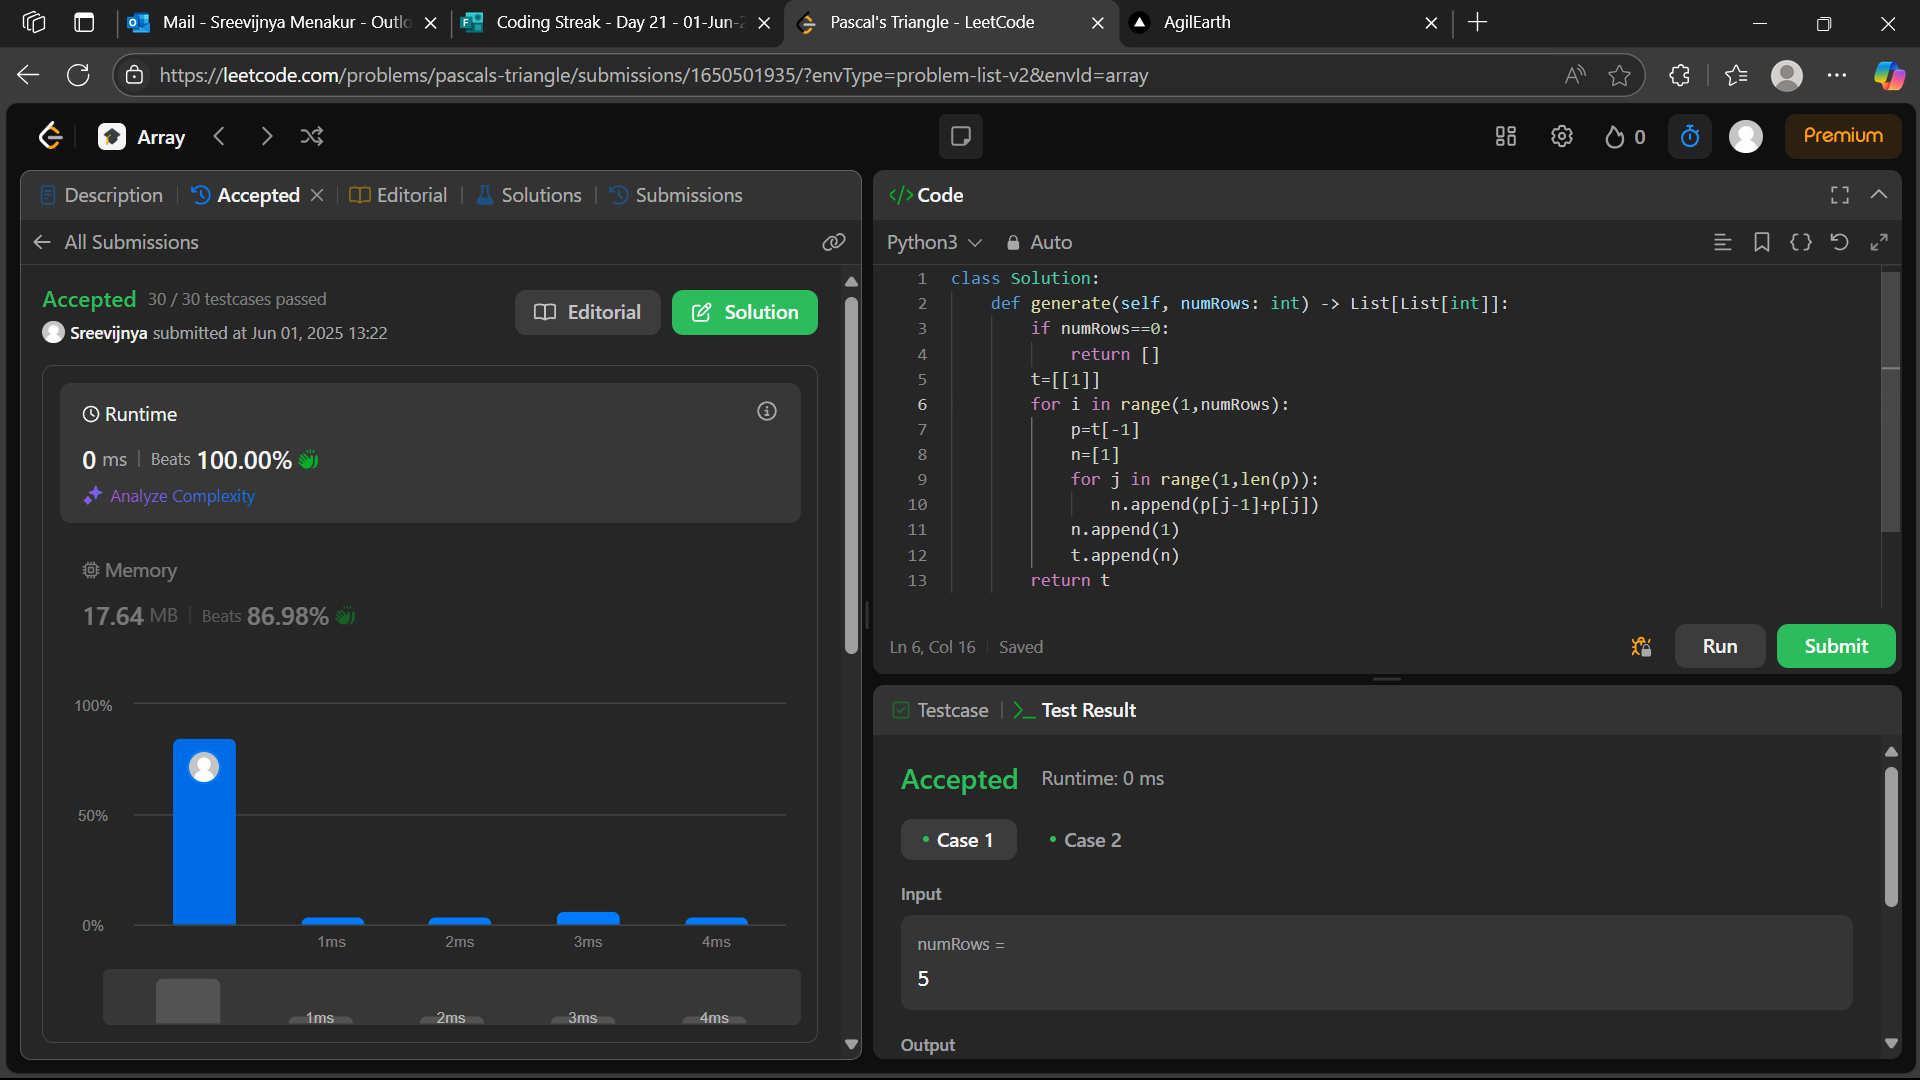 Mail - Sreevijnya Menakur - Outlo
Coding Streak - Day 21 - 01-Jun-2
Pascal's Triangle - LeetCode
AgilEarth
https://leetcode.com/problems/pascals-triangle/submissions/1650501935/?envType=problem-list-v2&envId=array
Array
0
Premium
Description
Accepted
Editorial
Solutions
Submissions
All Submissions
Accepted 30 / 30 testcases passed
Sreevijnya submitted at Jun 01, 2025 13:22
Editorial
Solution
Runtime
0 ms Beats 100.00%
Analyze Complexity
Memory
17.64 MB Beats 86.98%
100%
50%
0%
1ms 2ms 3ms 4ms
1ms 2ms 3ms 4ms
</> Code
Python3 Auto
1 class Solution:
2 def generate(self, numRows: int) -> List[List[int]]:
3 if numRows==0:
4 return []
5 t=[[1]]
6 for i in range(1,numRows):
7 p=t[-1]
8 n=[1]
9 for j in range(1,len(p)):
10 n.append(p[j-1]+p[j])
11 n.append(1)
12 t.append(n)
13 return t
Ln 6, Col 16 Saved
Run
Submit
Testcase
Test Result
Accepted Runtime: 0 ms
Case 1
Case 2
Input
numRows =
5
Output